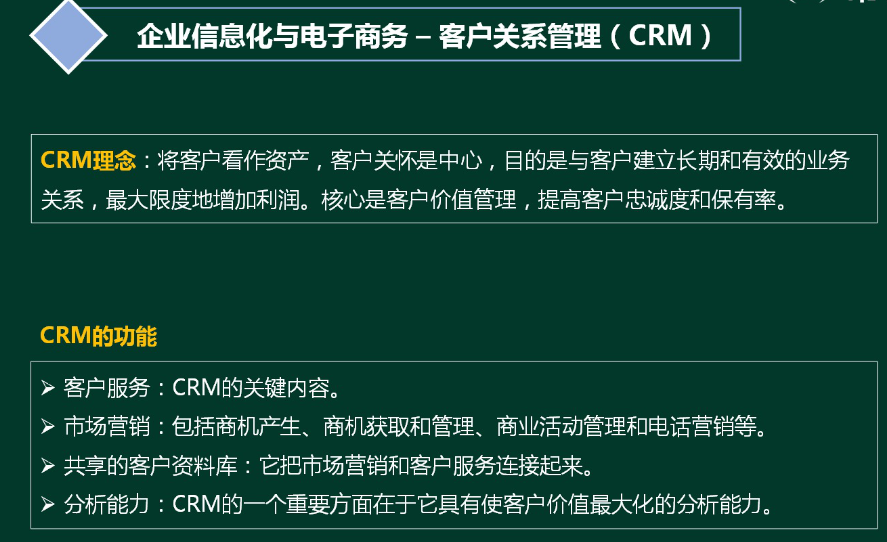 企业信息化与电子商务 – 客户关系管理（CRM）
CRM理念：将客户看作资产，客户关怀是中心，目的是与客户建立长期和有效的业务
关系，最大限度地增加利润。核心是客户价值管理，提高客户忠诚度和保有率。
CRM的功能
➢ 客户服务：CRM的关键内容。
➢ 市场营销：包括商机产生、商机获取和管理、商业活动管理和电话营销等。
➢ 共享的客户资料库：它把市场营销和客户服务连接起来。
➢ 分析能力：CRM的一个重要方面在于它具有使客户价值最大化的分析能力。